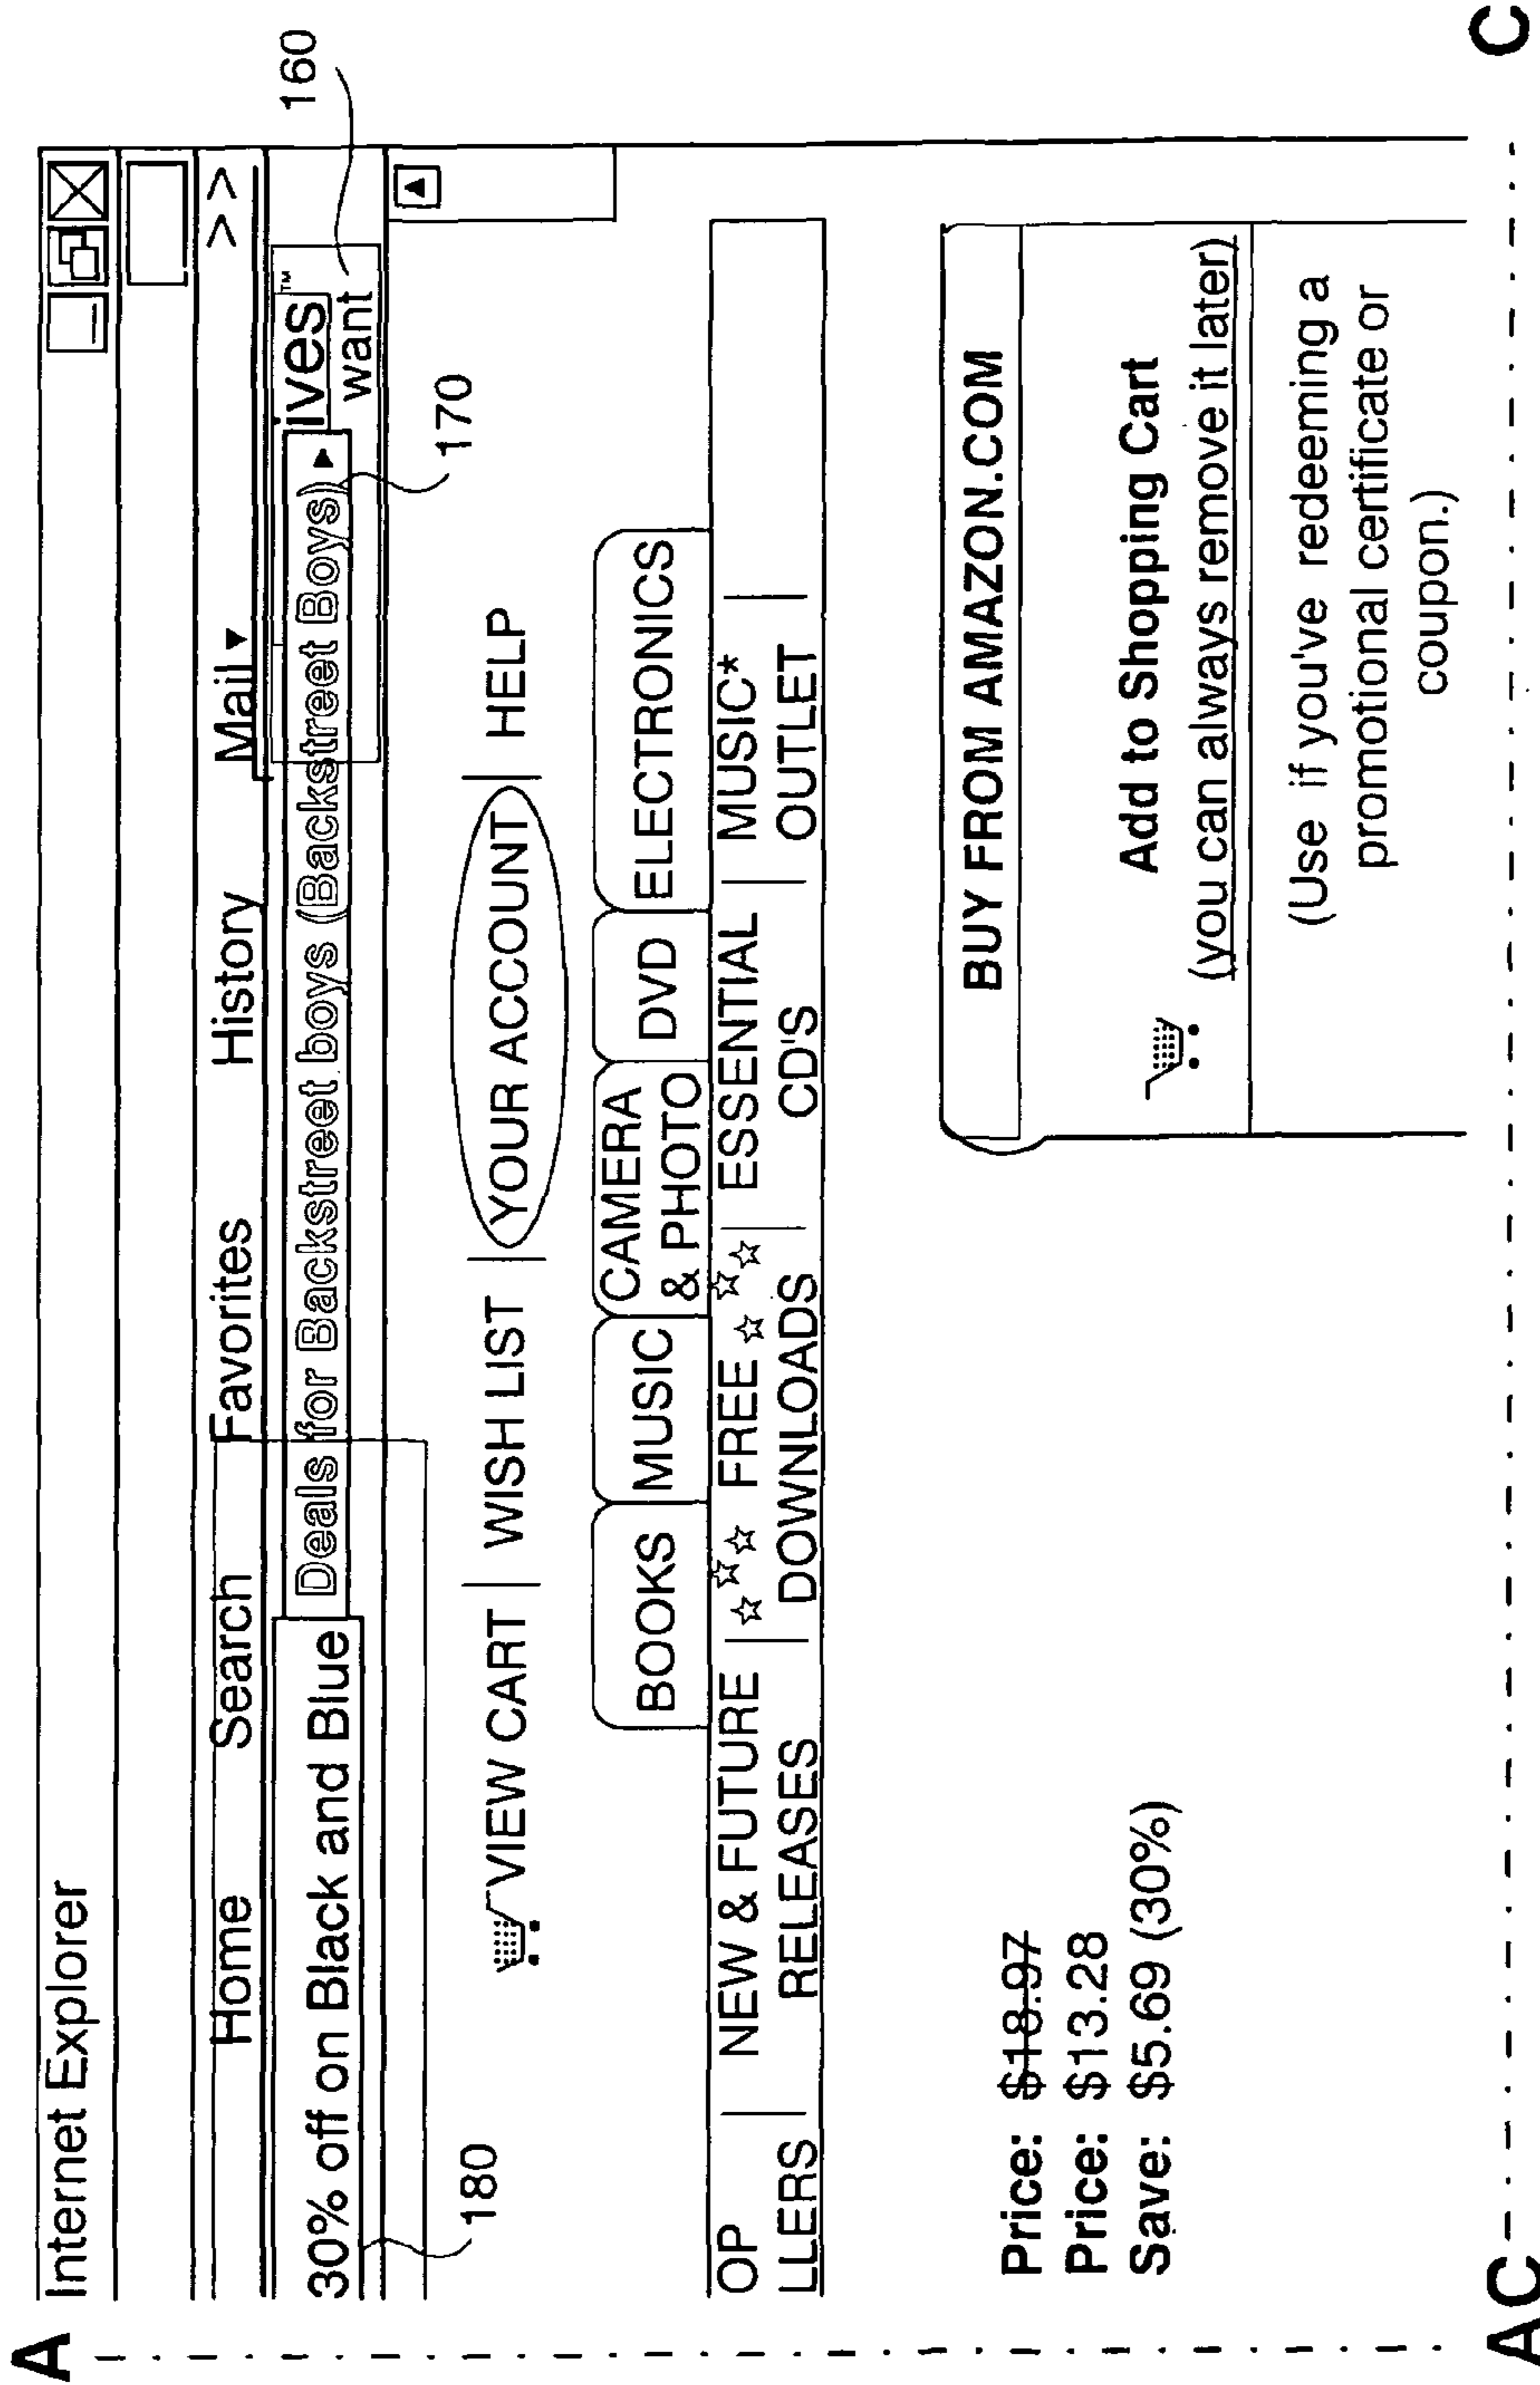 A
Internet Explorer
Home Search Favorites History Mail >>
30% off on Black and Blue Deals for Backstreet boys (Backstreet Boys) ives™
want
160
170
180
VIEW CART | WISH LIST | YOUR ACCOUNT | HELP
BOOKS MUSIC CAMERA & PHOTO DVD ELECTRONICS
OP | NEW & FUTURE | FREE | ESSENTIAL | MUSIC* |
LLERS RELEASES DOWNLOADS CD'S OUTLET
Price: $18.97
Price: $13.28
Save: $5.69 (30%)
BUY FROM AMAZON.COM
Add to Shopping Cart
(you can always remove it later)
(Use if you've redeeming a
promotional certificate or
coupon.)
AC C